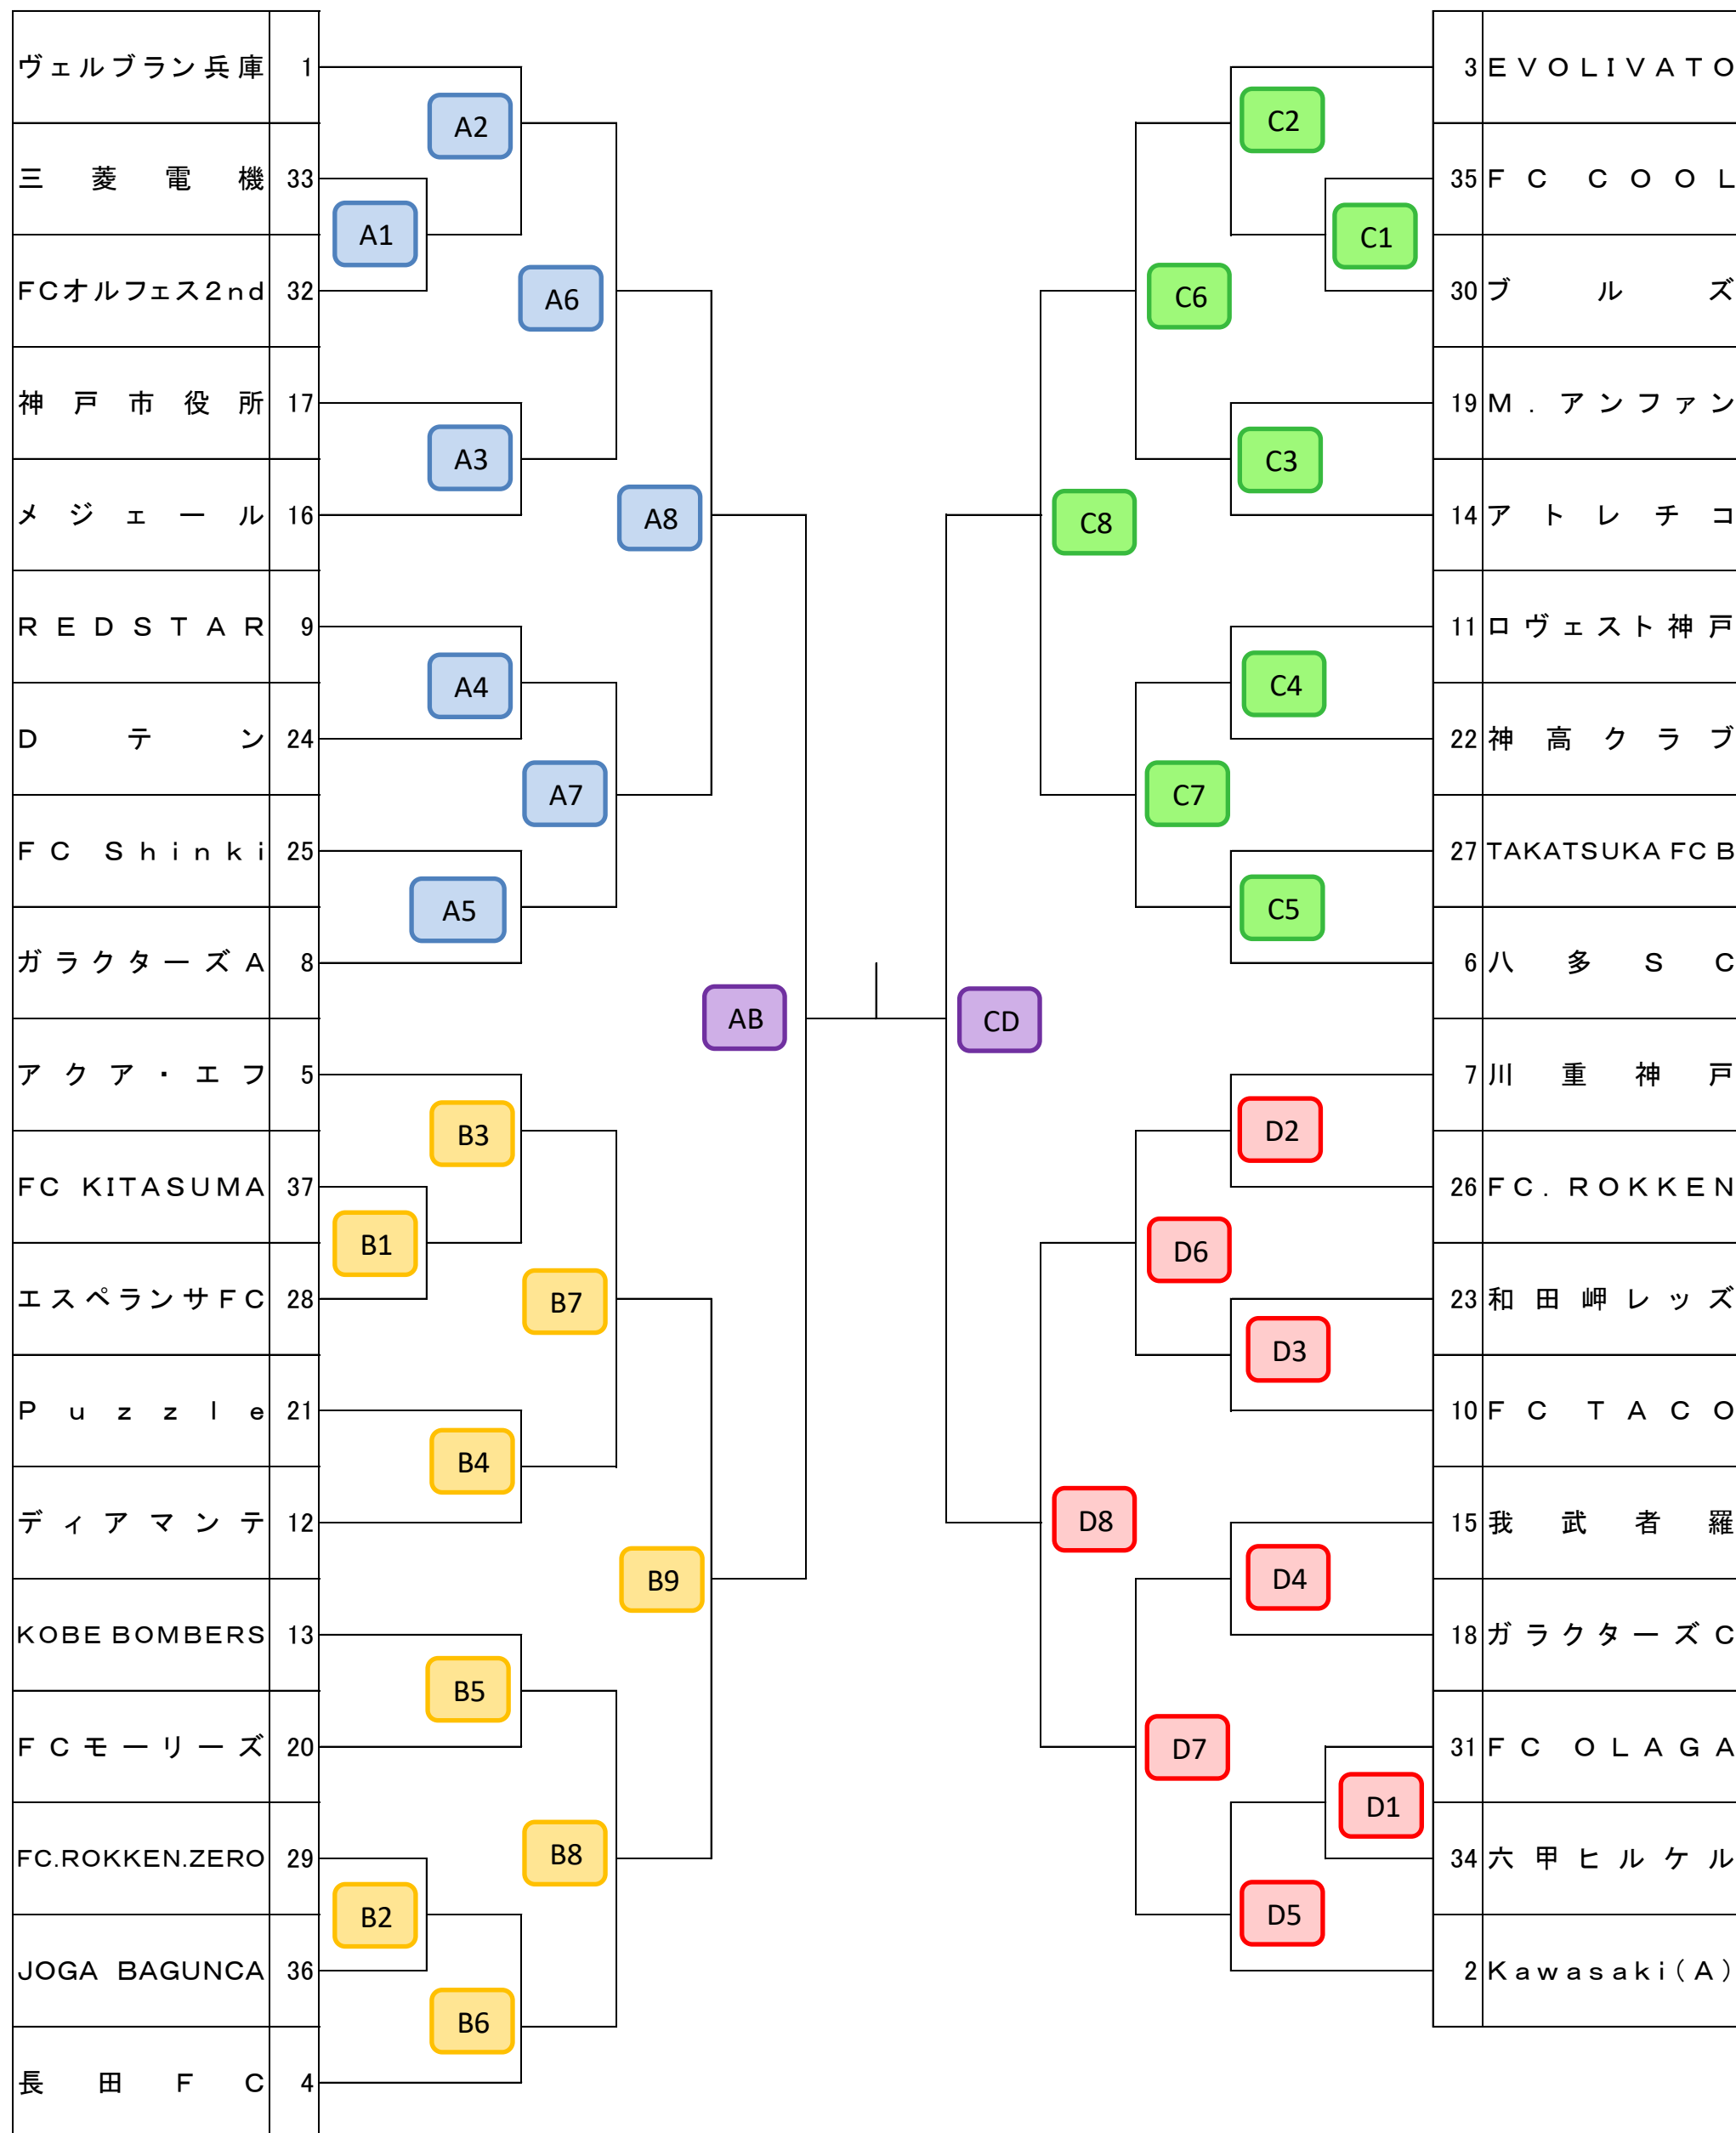 ヴェルブラン兵庫 1
三菱電機 33
FCオルフェス2nd 32
神戸市役所 17
メジェール 16
REDSTAR 9
Dテン 24
FC Shinki 25
ガラクターズA 8
アクア・エフ 5
FC KITASUMA 37
エスペランサFC 28
Puzzle 21
ディアマンテ 12
KOBE BOMBERS 13
FCモーリーズ 20
FC.ROKKEN.ZERO 29
JOGA BAGUNCA 36
長田FC 4
A2
A1
A6
A3
A8
A4
A7
A5
AB
B3
B1
B7
B4
B9
B5
B8
B2
B6
C2
C1
C6
C3
C8
C4
C7
C5
CD
D2
D6
D3
D8
D4
D7
D1
D5
3 EVOLIVATO
35 FC COOL
30 ブルズ
19 M.アンファン
14 アトレチコ
11 ロヴェスト神戸
22 神高クラブ
27 TAKATSUKA FC B
6 八多SC
7 川重神戸
26 FC.ROKKEN
23 和田岬レッズ
10 FC TACO
15 我武者羅
18 ガラクターズC
31 FC OLAGA
34 六甲ヒルケル
2 Kawasaki(A)